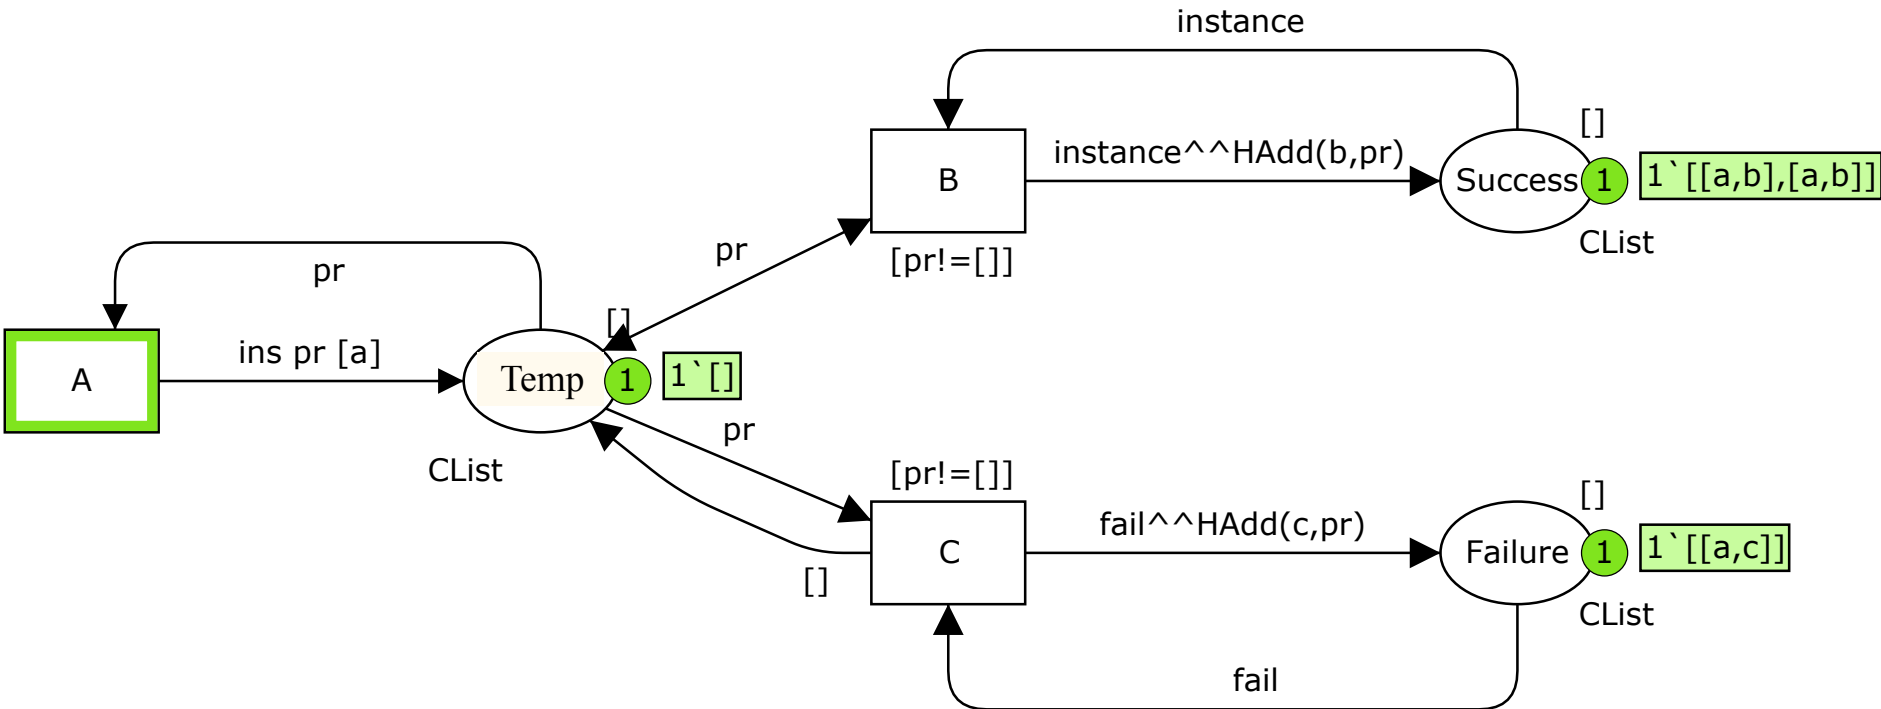 instance
[]
instance^^HAdd(b,pr)
B
Success
1
1`[[a,b],[a,b]]
CList
[pr!=[]]
pr
pr
[]
ins pr [a]
A
Temp
1
1`[]
pr
CList
[pr!=[]]
[]
fail^^HAdd(c,pr)
C
Failure
1
1`[[a,c]]
[]
CList
fail